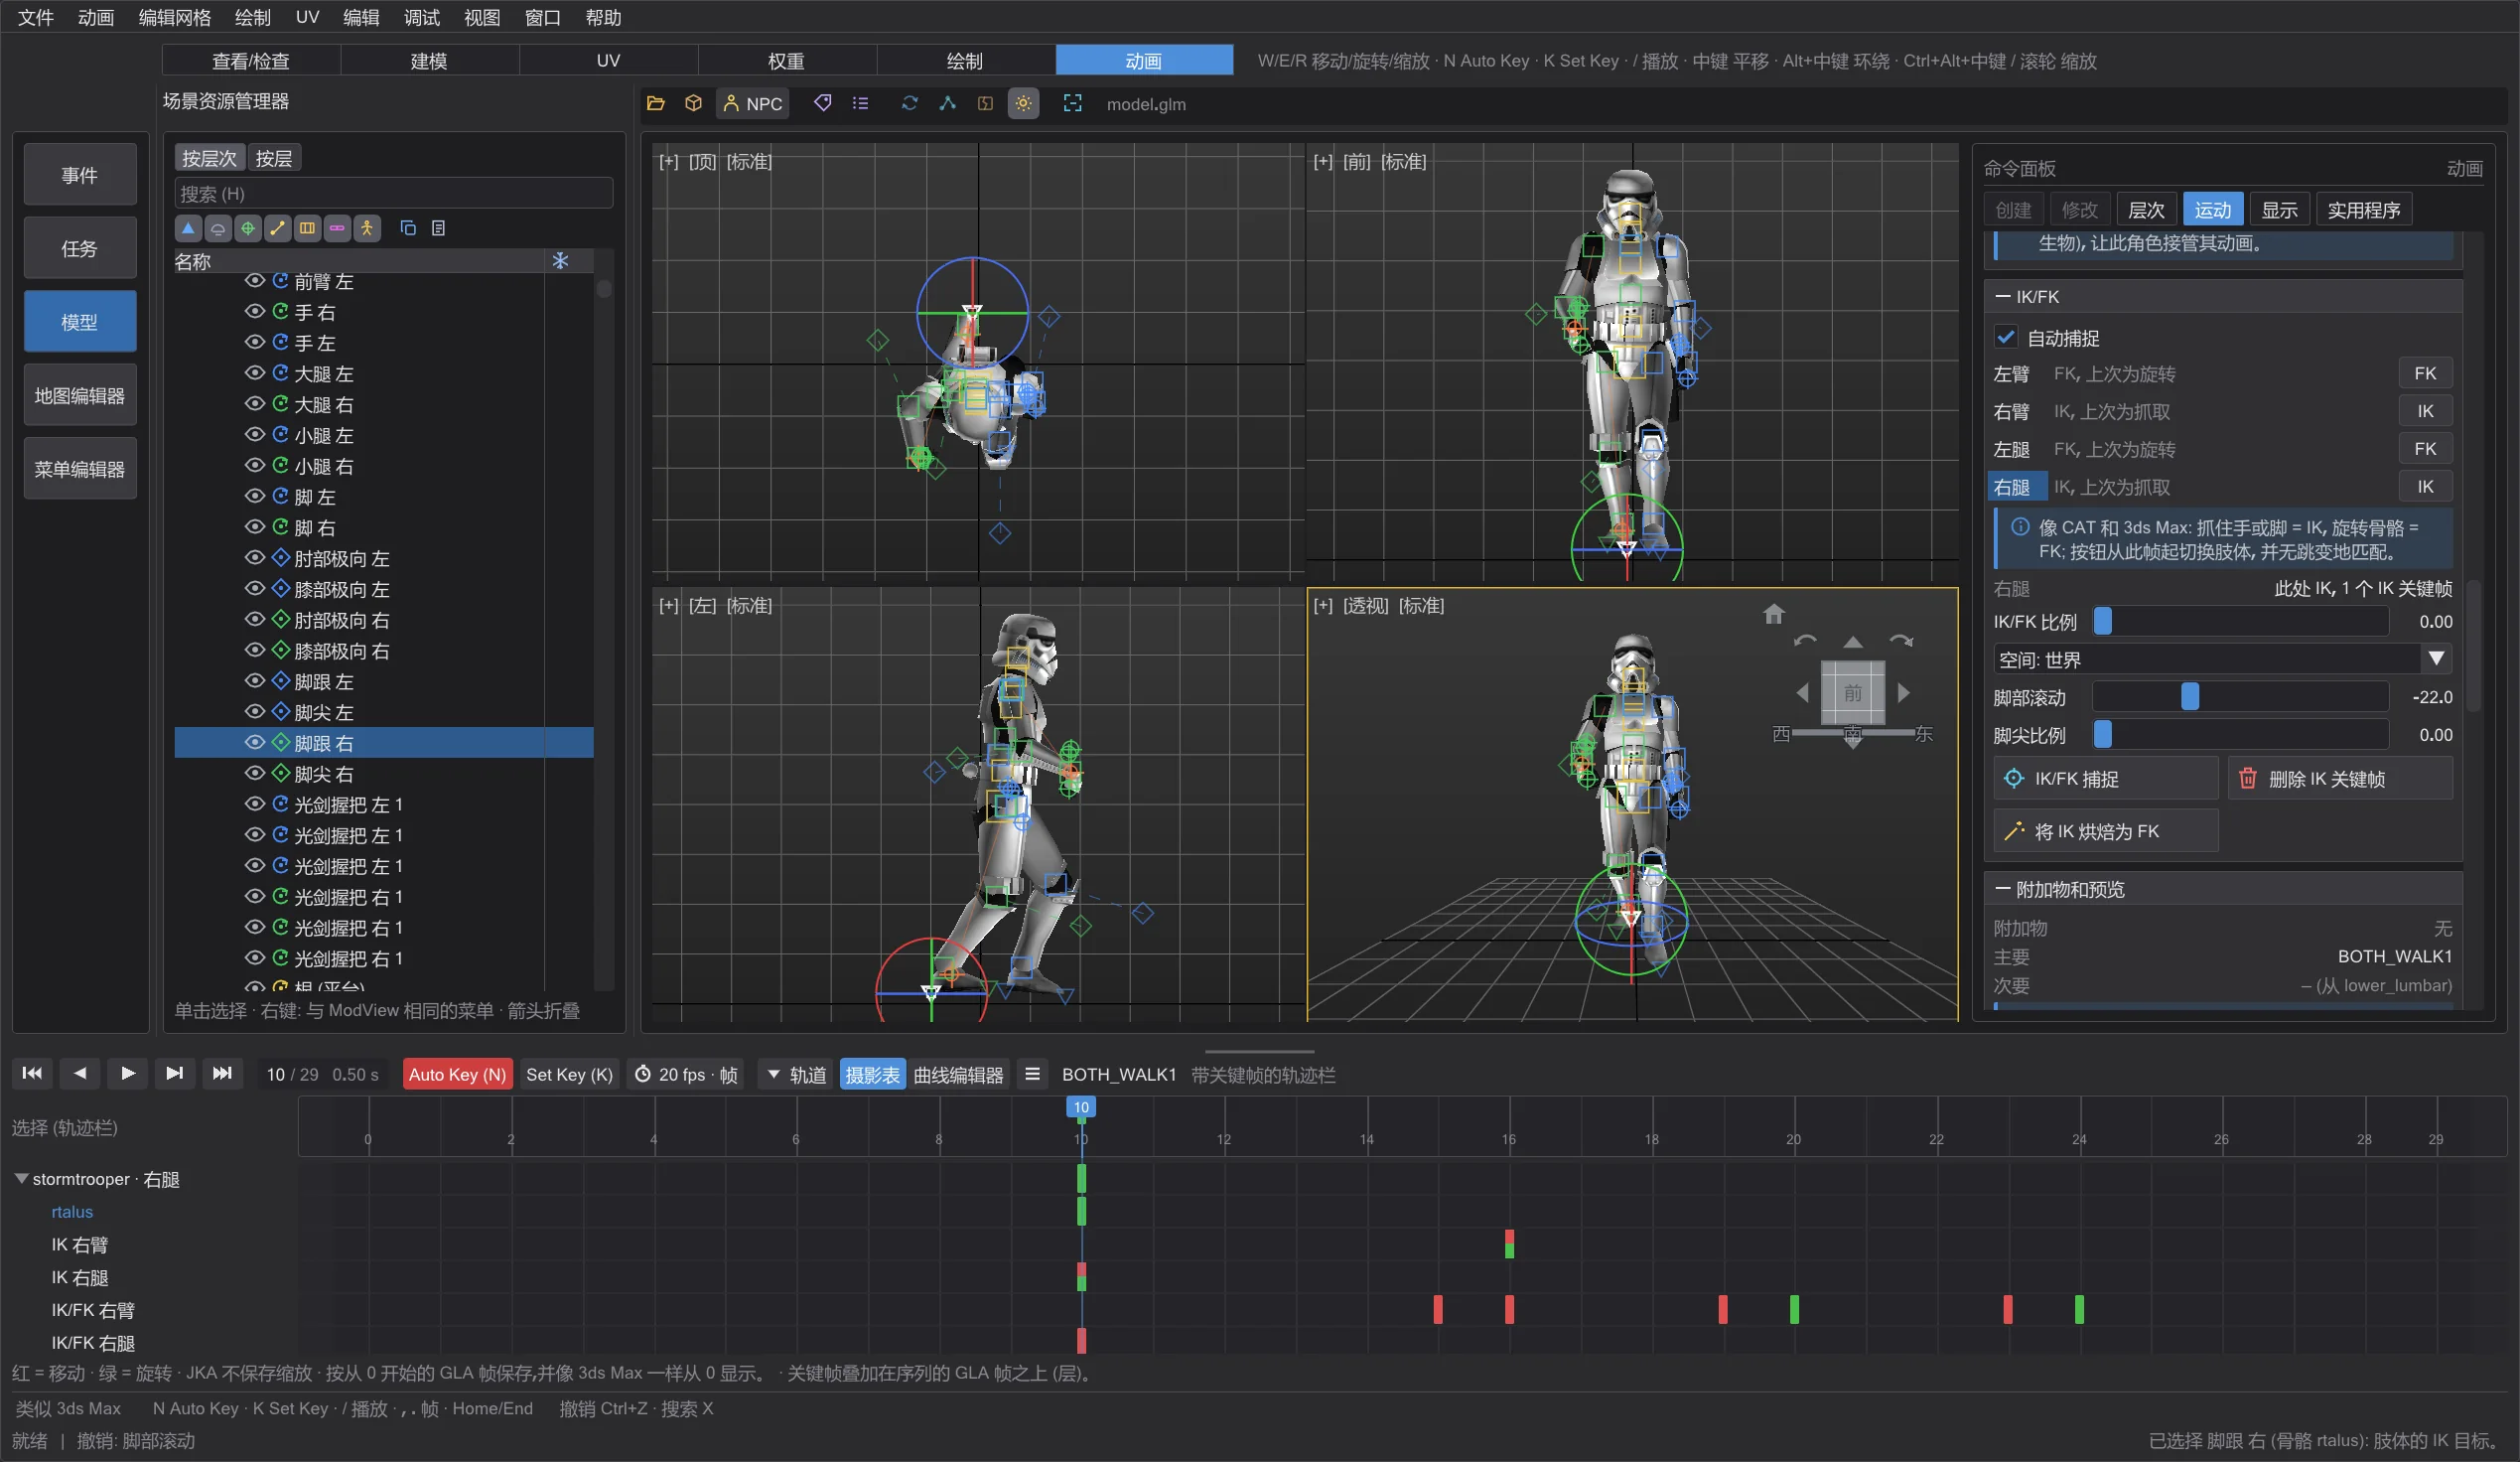 文件 动画 编辑网格 绘制 UV 编辑 调试 视图 窗口 帮助
查看/检查 建模 UV 权重 绘制 动画 W/E/R 移动/旋转/缩放 · N Auto Key · K Set Key · / 播放 · 中键 平移 · Alt+中键 环绕 · Ctrl+Alt+中键 / 滚轮 缩放
场景资源管理器
NPC model.glm
事件
任务
模型
地图编辑器
菜单编辑器
按层次 按层
搜索 (H)
名称
前臂 左
手 右
手 左
大腿 左
大腿 右
小腿 左
小腿 右
脚 左
脚 右
肘部极向 左
膝部极向 左
肘部极向 右
膝部极向 右
脚跟 左
脚尖 左
脚跟 右
脚尖 右
光剑握把 左 1
光剑握把 左 1
光剑握把 左 1
光剑握把 右 1
光剑握把 右 1
光剑握把 右 1
根 (平台)
单击选择 · 右键: 与 ModView 相同的菜单 · 箭头折叠
[+] [顶] [标准]
[+] [前] [标准]
[+] [左] [标准]
[+] [透视] [标准]
前
西 南 东
命令面板 动画
创建 修改 层次 运动 显示 实用程序
生物), 让此角色接管其动画。
IK/FK
自动捕捉
左臂 FK, 上次为旋转 FK
右臂 IK, 上次为抓取 IK
左腿 FK, 上次为旋转 FK
右腿 IK, 上次为抓取 IK
像 CAT 和 3ds Max: 抓住手或脚 = IK, 旋转骨骼 =
FK; 按钮从此帧起切换肢体, 并无跳变地匹配。
右腿 此处 IK, 1 个 IK 关键帧
IK/FK 比例 0.00
空间: 世界
脚部滚动 -22.0
脚尖比例 0.00
IK/FK 捕捉 删除 IK 关键帧
将 IK 烘焙为 FK
附加物和预览
附加物 无
主要 BOTH_WALK1
次要 – (从 lower_lumbar)
10 / 29 0.50 s Auto Key (N) Set Key (K) 20 fps · 帧 轨道 摄影表 曲线编辑器 BOTH_WALK1 带关键帧的轨迹栏
选择 (轨迹栏)
10
0 2 4 6 8 10 12 14 16 18 20 22 24 26 28 29
stormtrooper · 右腿
rtalus
IK 右臂
IK 右腿
IK/FK 右臂
IK/FK 右腿
红 = 移动 · 绿 = 旋转 · JKA 不保存缩放 · 按从 0 开始的 GLA 帧保存,并像 3ds Max 一样从 0 显示。 · 关键帧叠加在序列的 GLA 帧之上 (层)。
类似 3ds Max N Auto Key · K Set Key · / 播放 · , . 帧 · Home/End 撤销 Ctrl+Z · 搜索 X
就绪 | 撤销: 脚部滚动
已选择 脚跟 右 (骨骼 rtalus): 肢体的 IK 目标。